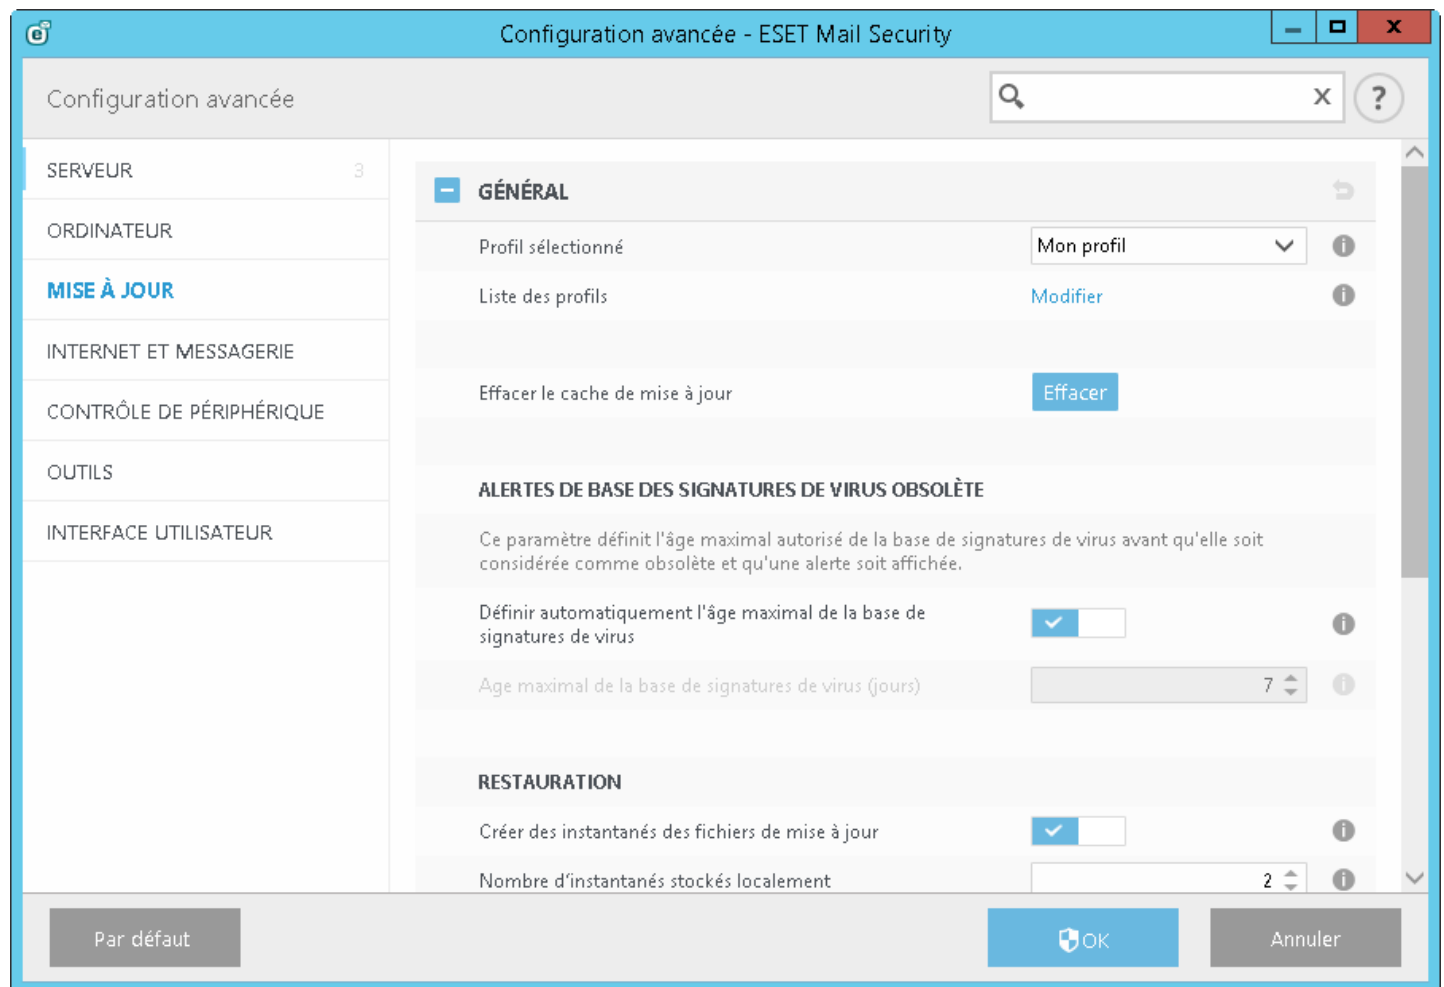 Configuration avancée - ESET Mail Security
Configuration avancée
SERVEUR 3
ORDINATEUR
MISE À JOUR
INTERNET ET MESSAGERIE
CONTRÔLE DE PÉRIPHÉRIQUE
OUTILS
INTERFACE UTILISATEUR
GÉNÉRAL
Profil sélectionné Mon profil
Liste des profils Modifier
Effacer le cache de mise à jour Effacer
ALERTES DE BASE DES SIGNATURES DE VIRUS OBSOLÈTE
Ce paramètre définit l'âge maximal autorisé de la base de signatures de virus avant qu'elle soit
considérée comme obsolète et qu'une alerte soit affichée.
Définir automatiquement l'âge maximal de la base de
signatures de virus
Age maximal de la base de signatures de virus (jours) 7
RESTAURATION
Créer des instantanés des fichiers de mise à jour
Nombre d'instantanés stockés localement 2
Par défaut
OK
Annuler